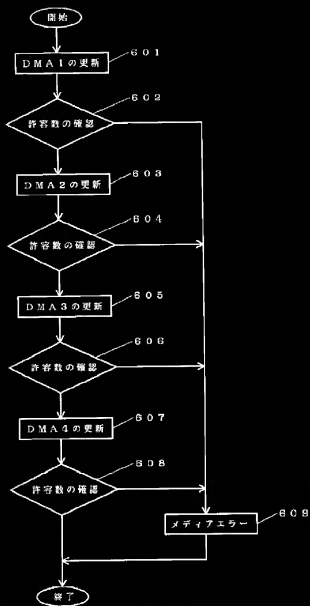 開始
DMA1の更新
601
許容数の確認
602
DMA2の更新
603
許容数の確認
604
DMA3の更新
605
許容数の確認
606
DMA4の更新
607
許容数の確認
608
メディアエラー
609
終了